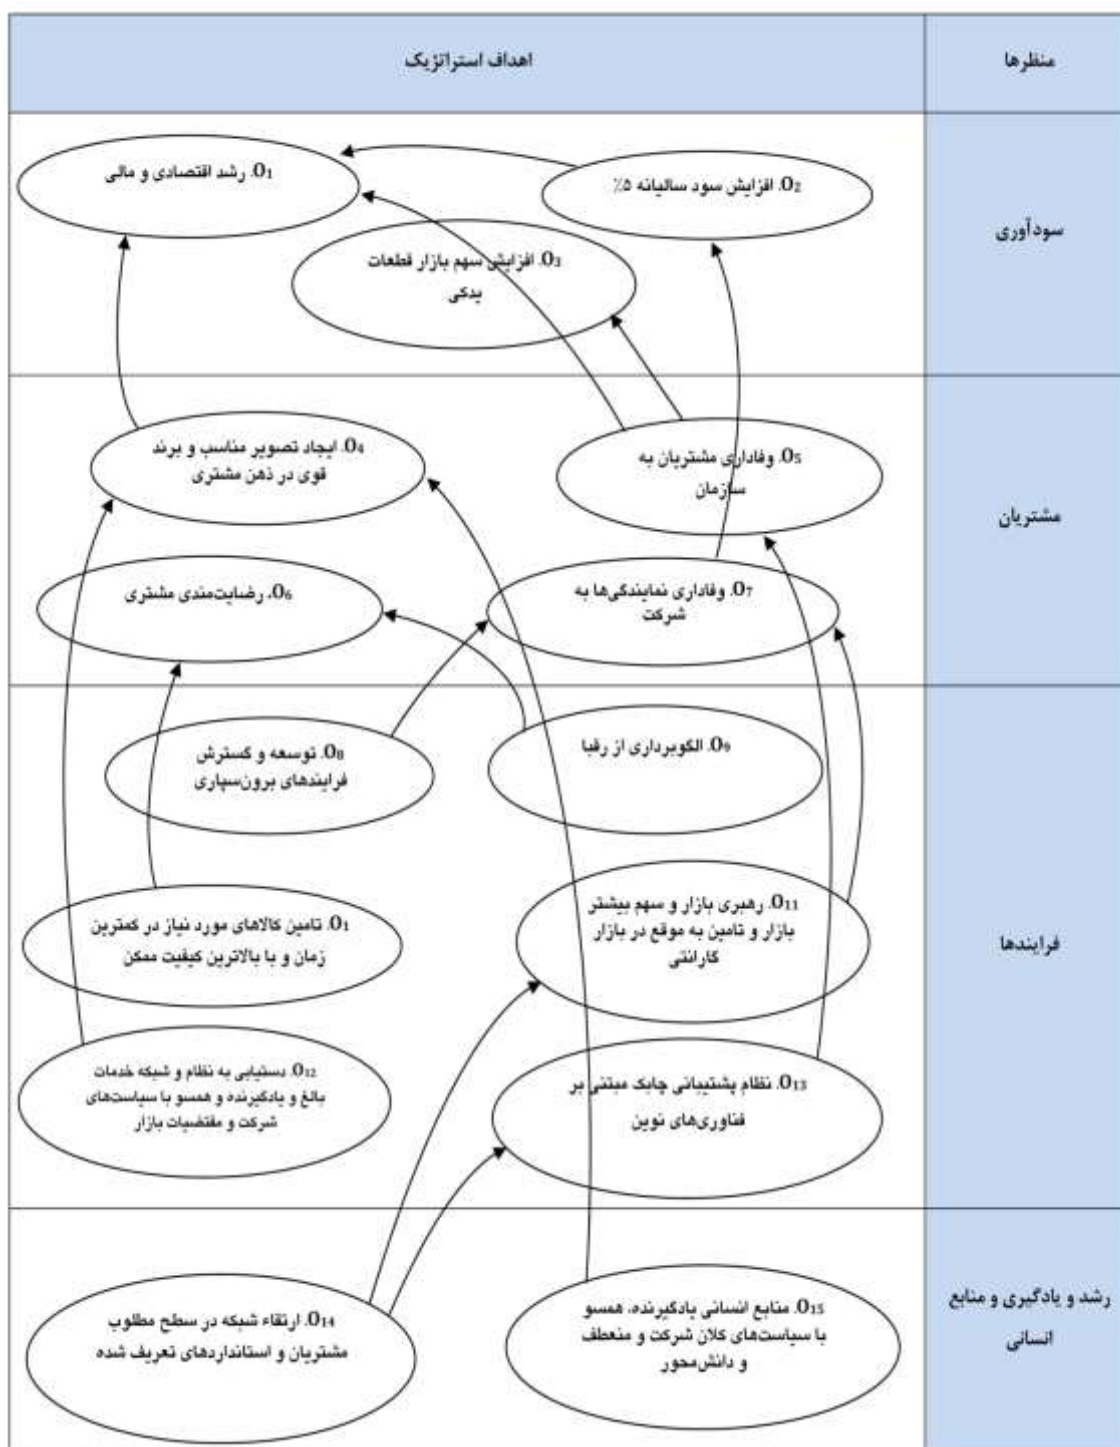 منظرها
اهداف استراتژیک
سودآوری
O2. افزایش سود سالیانه ۵٪
O1. رشد اقتصادی و مالی
O3. افزایش سهم بازار قطعات
یدکی
مشتریان
O5. وفاداری مشتریان به
سازمان
O4. ایجاد تصویر مناسب و برند
قوی در ذهن مشتری
O7. وفاداری نمایندگی‌ها به
شرکت
O6. رضایت‌مندی مشتری
فرایندها
O9. الگوبرداری از رقبا
O8. توسعه و گسترش
فرایندهای برون‌سپاری
O11. رهبری بازار و سهم بیشتر
بازار و تامین به موقع در بازار
گارانتی
O1. تامین کالاهای مورد نیاز در کمترین
زمان و با بالاترین کیفیت ممکن
O13. نظام پشتیبانی چابک مبتنی بر
فناوری‌های نوین
O12. دستیابی به نظام و شبکه خدمات
بالغ و یادگیرنده و همسو با سیاست‌های
شرکت و مقتضیات بازار
رشد و یادگیری و منابع
انسانی
O15. منابع انسانی یادگیرنده، همسو
با سیاست‌های کلان شرکت و منعطف
و دانش‌محور
O14. ارتقاء شبکه در سطح مطلوب
مشتریان و استانداردهای تعریف شده